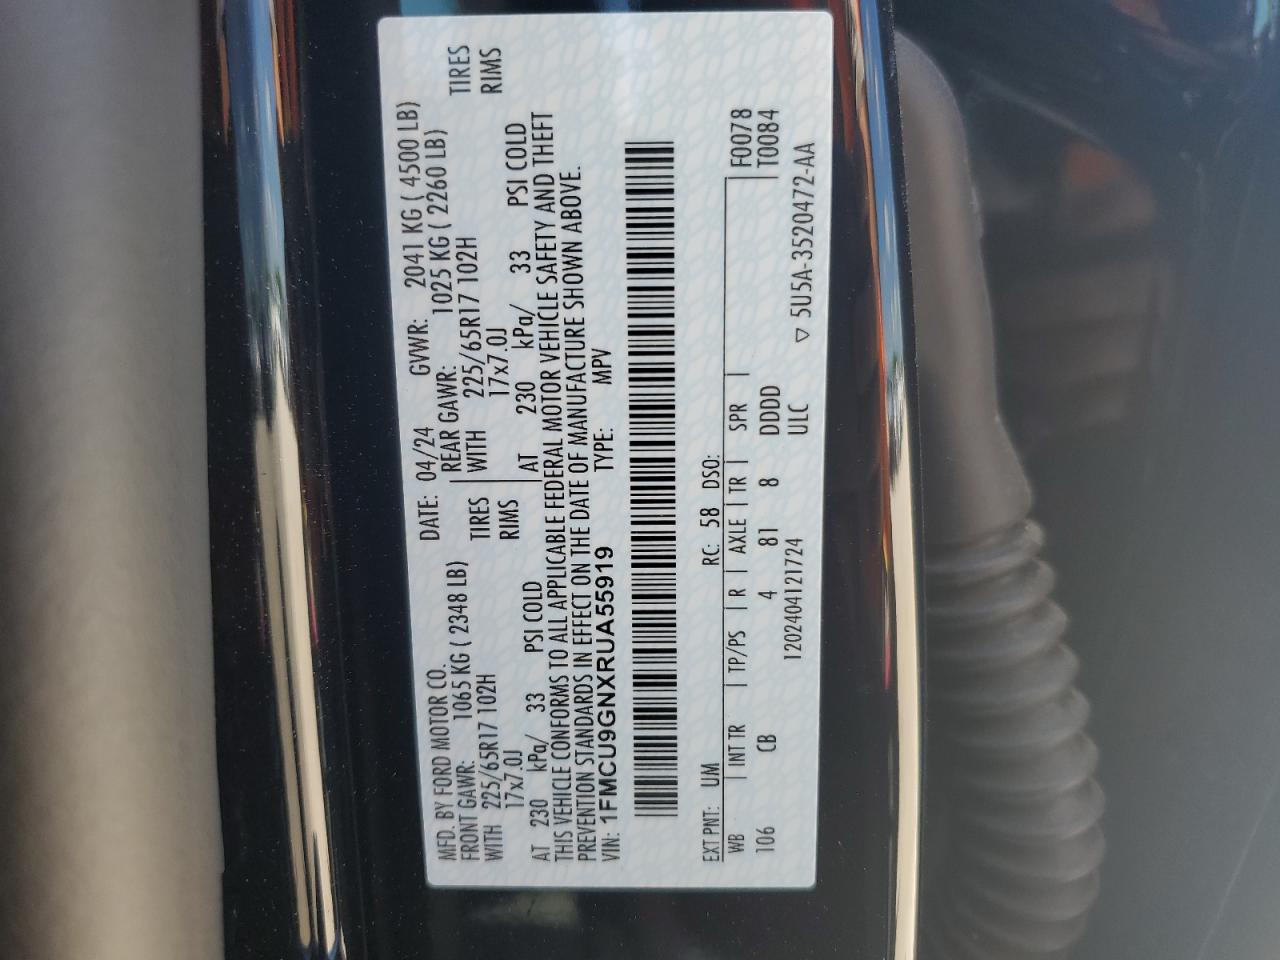 MFD. BY FORD MOTOR CO. DATE: 04/24 GVWR: 2041 KG ( 4500 LB)
FRONT GAWR: 1065 KG ( 2348 LB) REAR GAWR: 1025 KG ( 2260 LB)
WITH 225/65R17 102H TIRES WITH 225/65R17 102H TIRES
17x7.0J RIMS 17x7.0J RIMS
AT 230 kPa/ 33 PSI COLD AT 230 kPa/ 33 PSI COLD
THIS VEHICLE CONFORMS TO ALL APPLICABLE FEDERAL MOTOR VEHICLE SAFETY AND THEFT
PREVENTION STANDARDS IN EFFECT ON THE DATE OF MANUFACTURE SHOWN ABOVE.
VIN: 1FMCU9GNXRUA55919 TYPE: MPV
EXT PNT: UM RC: 58 DSO:
WB INT TR TP/PS R AXLE TR SPR F0078
106 CB 4 81 8 DDDD T0084
1202404121724 ULC ▽ 5U5A-3520472-AA